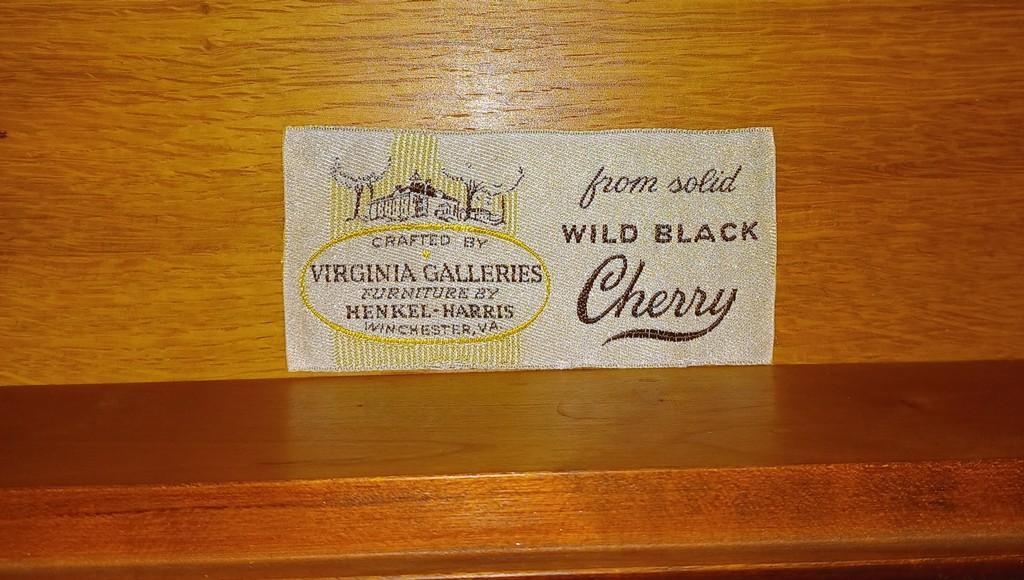 CRAFTED BY
VIRGINIA GALLERIES
FURNITURE BY
HENKEL-HARRIS
WINCHESTER, VA.
from solid
WILD BLACK
Cherry